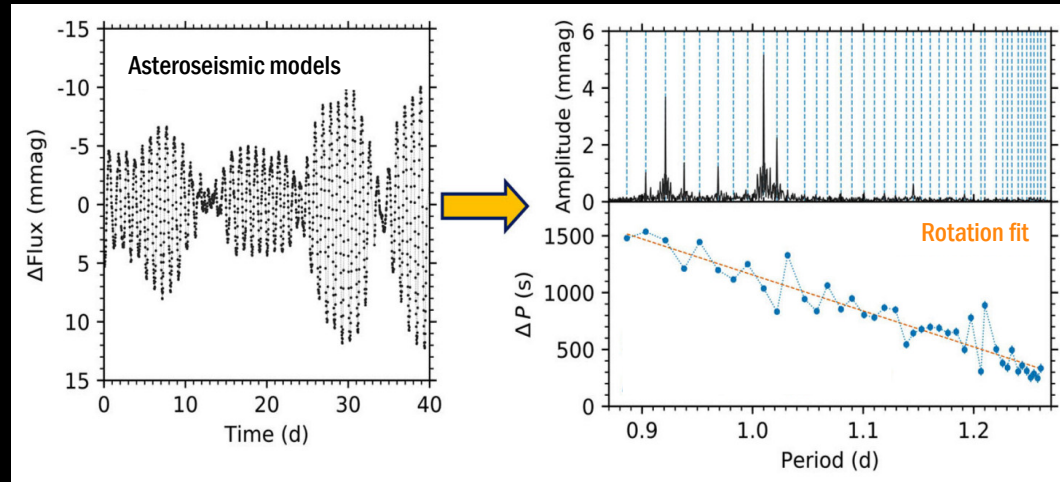 Asteroseismic models
ΔFlux (mmag)
-15
-10
-5
0
5
10
15
0 10 20 30 40
Time (d)
Amplitude (mmag)
6
4
2
0
Rotation fit
ΔP (s)
1500
1000
500
0
0.9 1.0 1.1 1.2
Period (d)